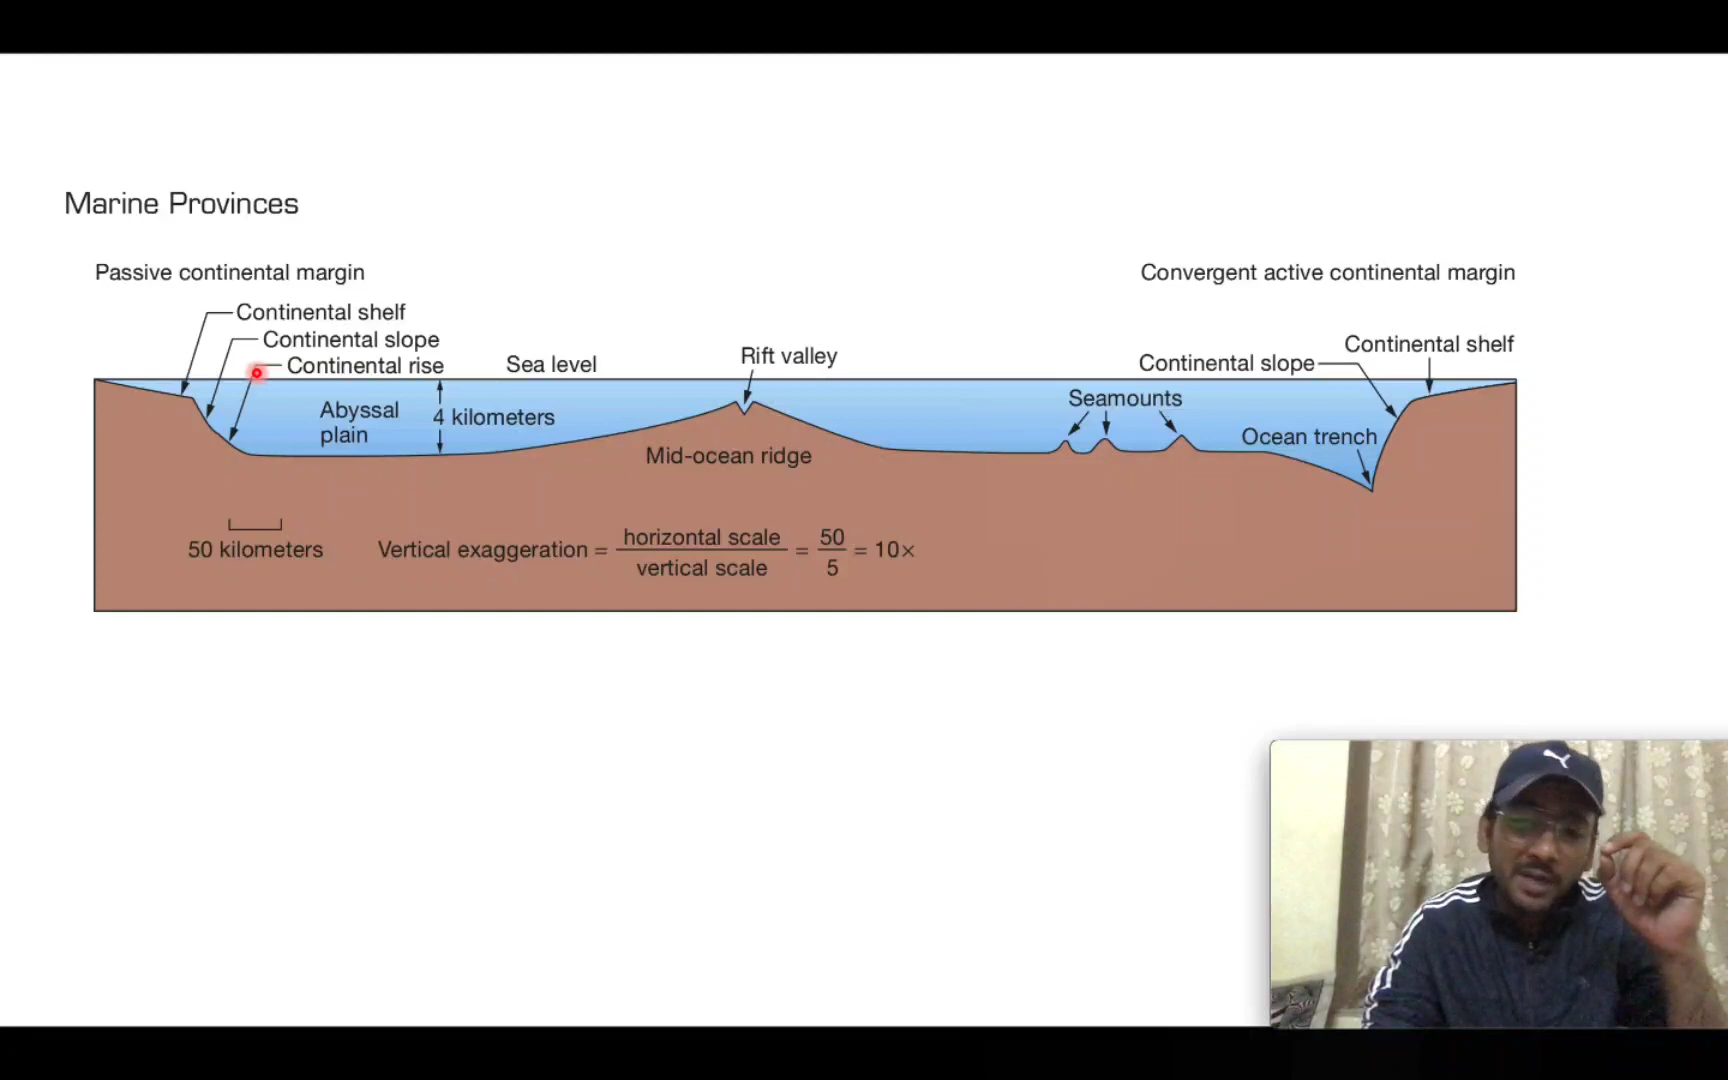 Marine Provinces
Passive continental margin
Convergent active continental margin
Continental shelf
Continental slope
Continental rise
Sea level
Rift valley
Continental shelf
Continental slope
Seamounts
Abyssal
plain
4 kilometers
Ocean trench
Mid-ocean ridge
50 kilometers
Vertical exaggeration = horizontal scale / vertical scale = 50 / 5 = 10×